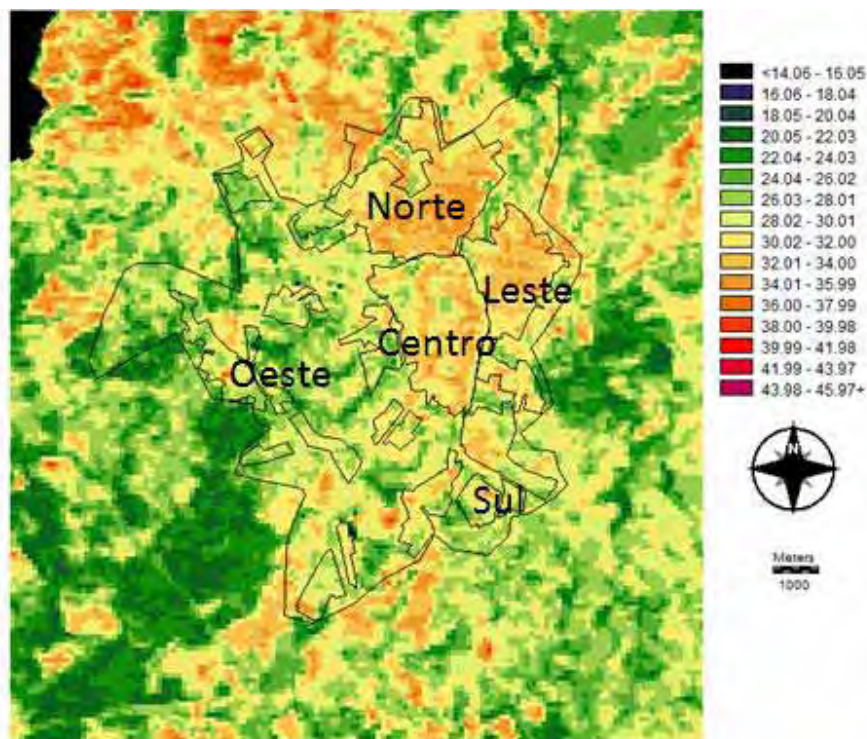 Norte
Leste
Centro
Oeste
Sul
<14.06 - 16.05
16.06 - 18.04
18.05 - 20.04
20.05 - 22.03
22.04 - 24.03
24.04 - 26.02
26.03 - 28.01
28.02 - 30.01
30.02 - 32.00
32.01 - 34.00
34.01 - 35.99
36.00 - 37.99
38.00 - 39.98
39.99 - 41.98
41.99 - 43.97
43.98 - 45.97+
N
Meters
1000